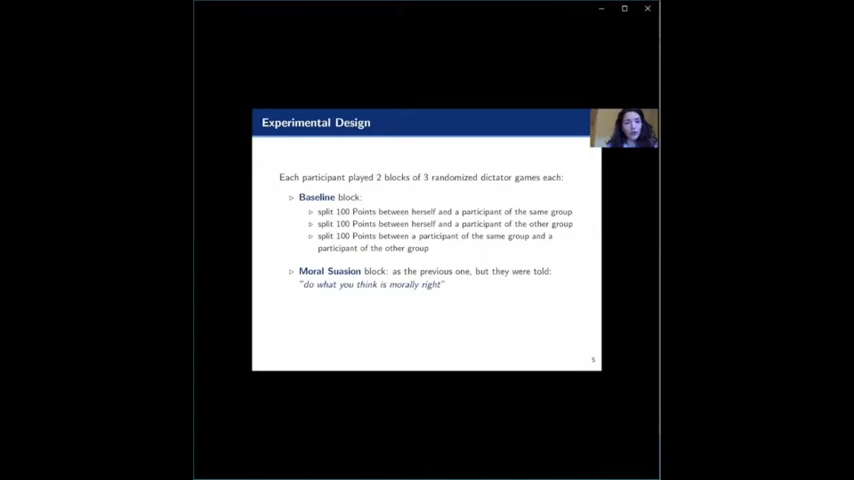 Experimental Design
Each participant played 2 blocks of 3 randomized dictator games each:
▷ Baseline block:
▷ split 100 Points between herself and a participant of the same group
▷ split 100 Points between herself and a participant of the other group
▷ split 100 Points between a participant of the same group and a
participant of the other group
▷ Moral Suasion block: as the previous one, but they were told:
"do what you think is morally right"
5